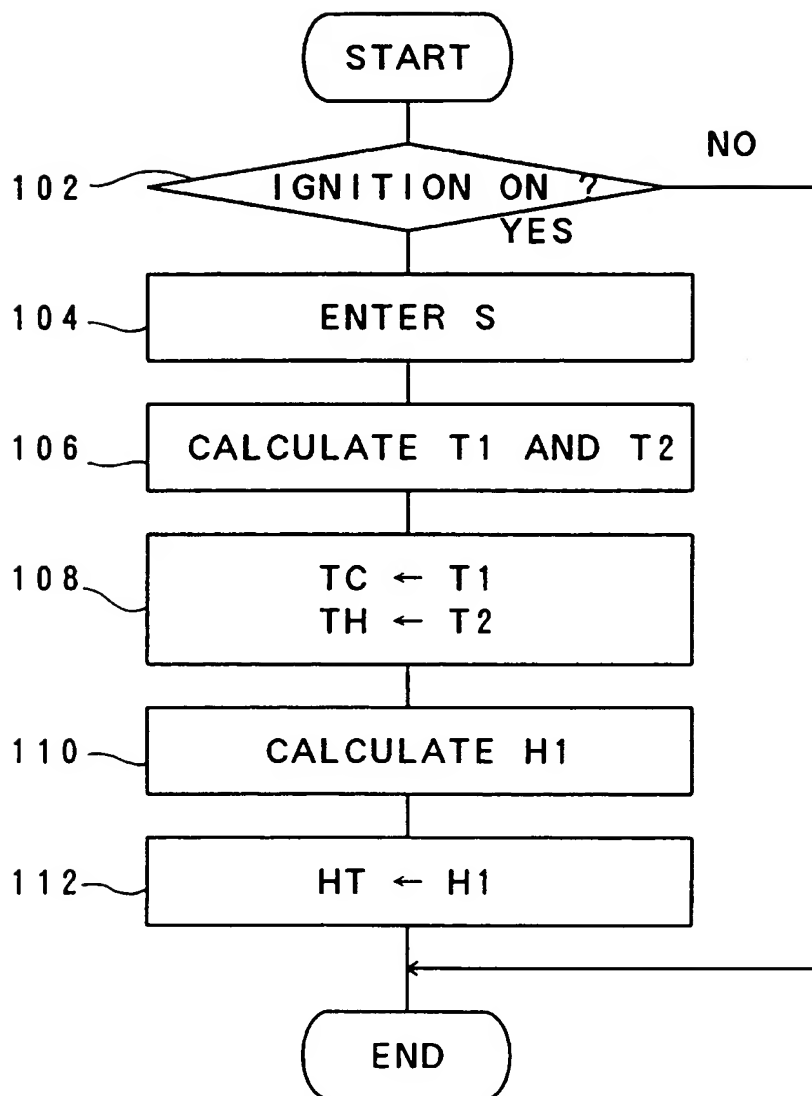 START
NO
102
IGNITION ON ?
YES
104
ENTER S
106
CALCULATE T1 AND T2
108
TC ← T1
TH ← T2
110
CALCULATE H1
112
HT ← H1
END